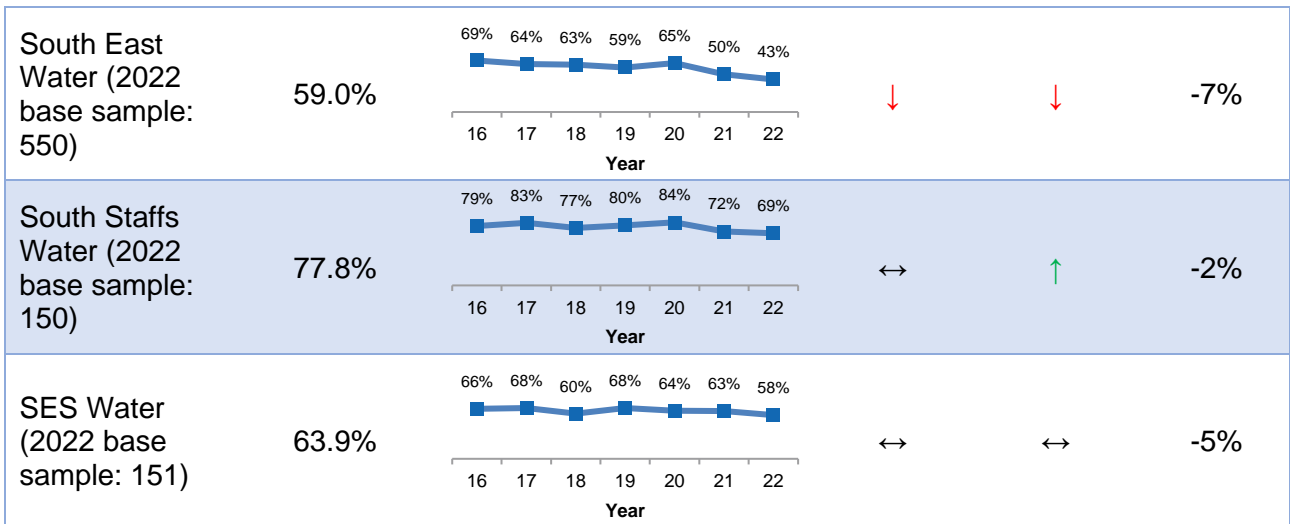 South East
Water (2022
base sample:
550)
59.0%
69% 64% 63% 59% 65% 50% 43%
16 17 18 19 20 21 22
Year
↓ ↓ -7%
South Staffs
Water (2022
base sample:
150)
77.8%
79% 83% 77% 80% 84% 72% 69%
16 17 18 19 20 21 22
Year
↔ ↑ -2%
SES Water
(2022 base
sample: 151)
63.9%
66% 68% 60% 68% 64% 63% 58%
16 17 18 19 20 21 22
Year
↔ ↔ -5%